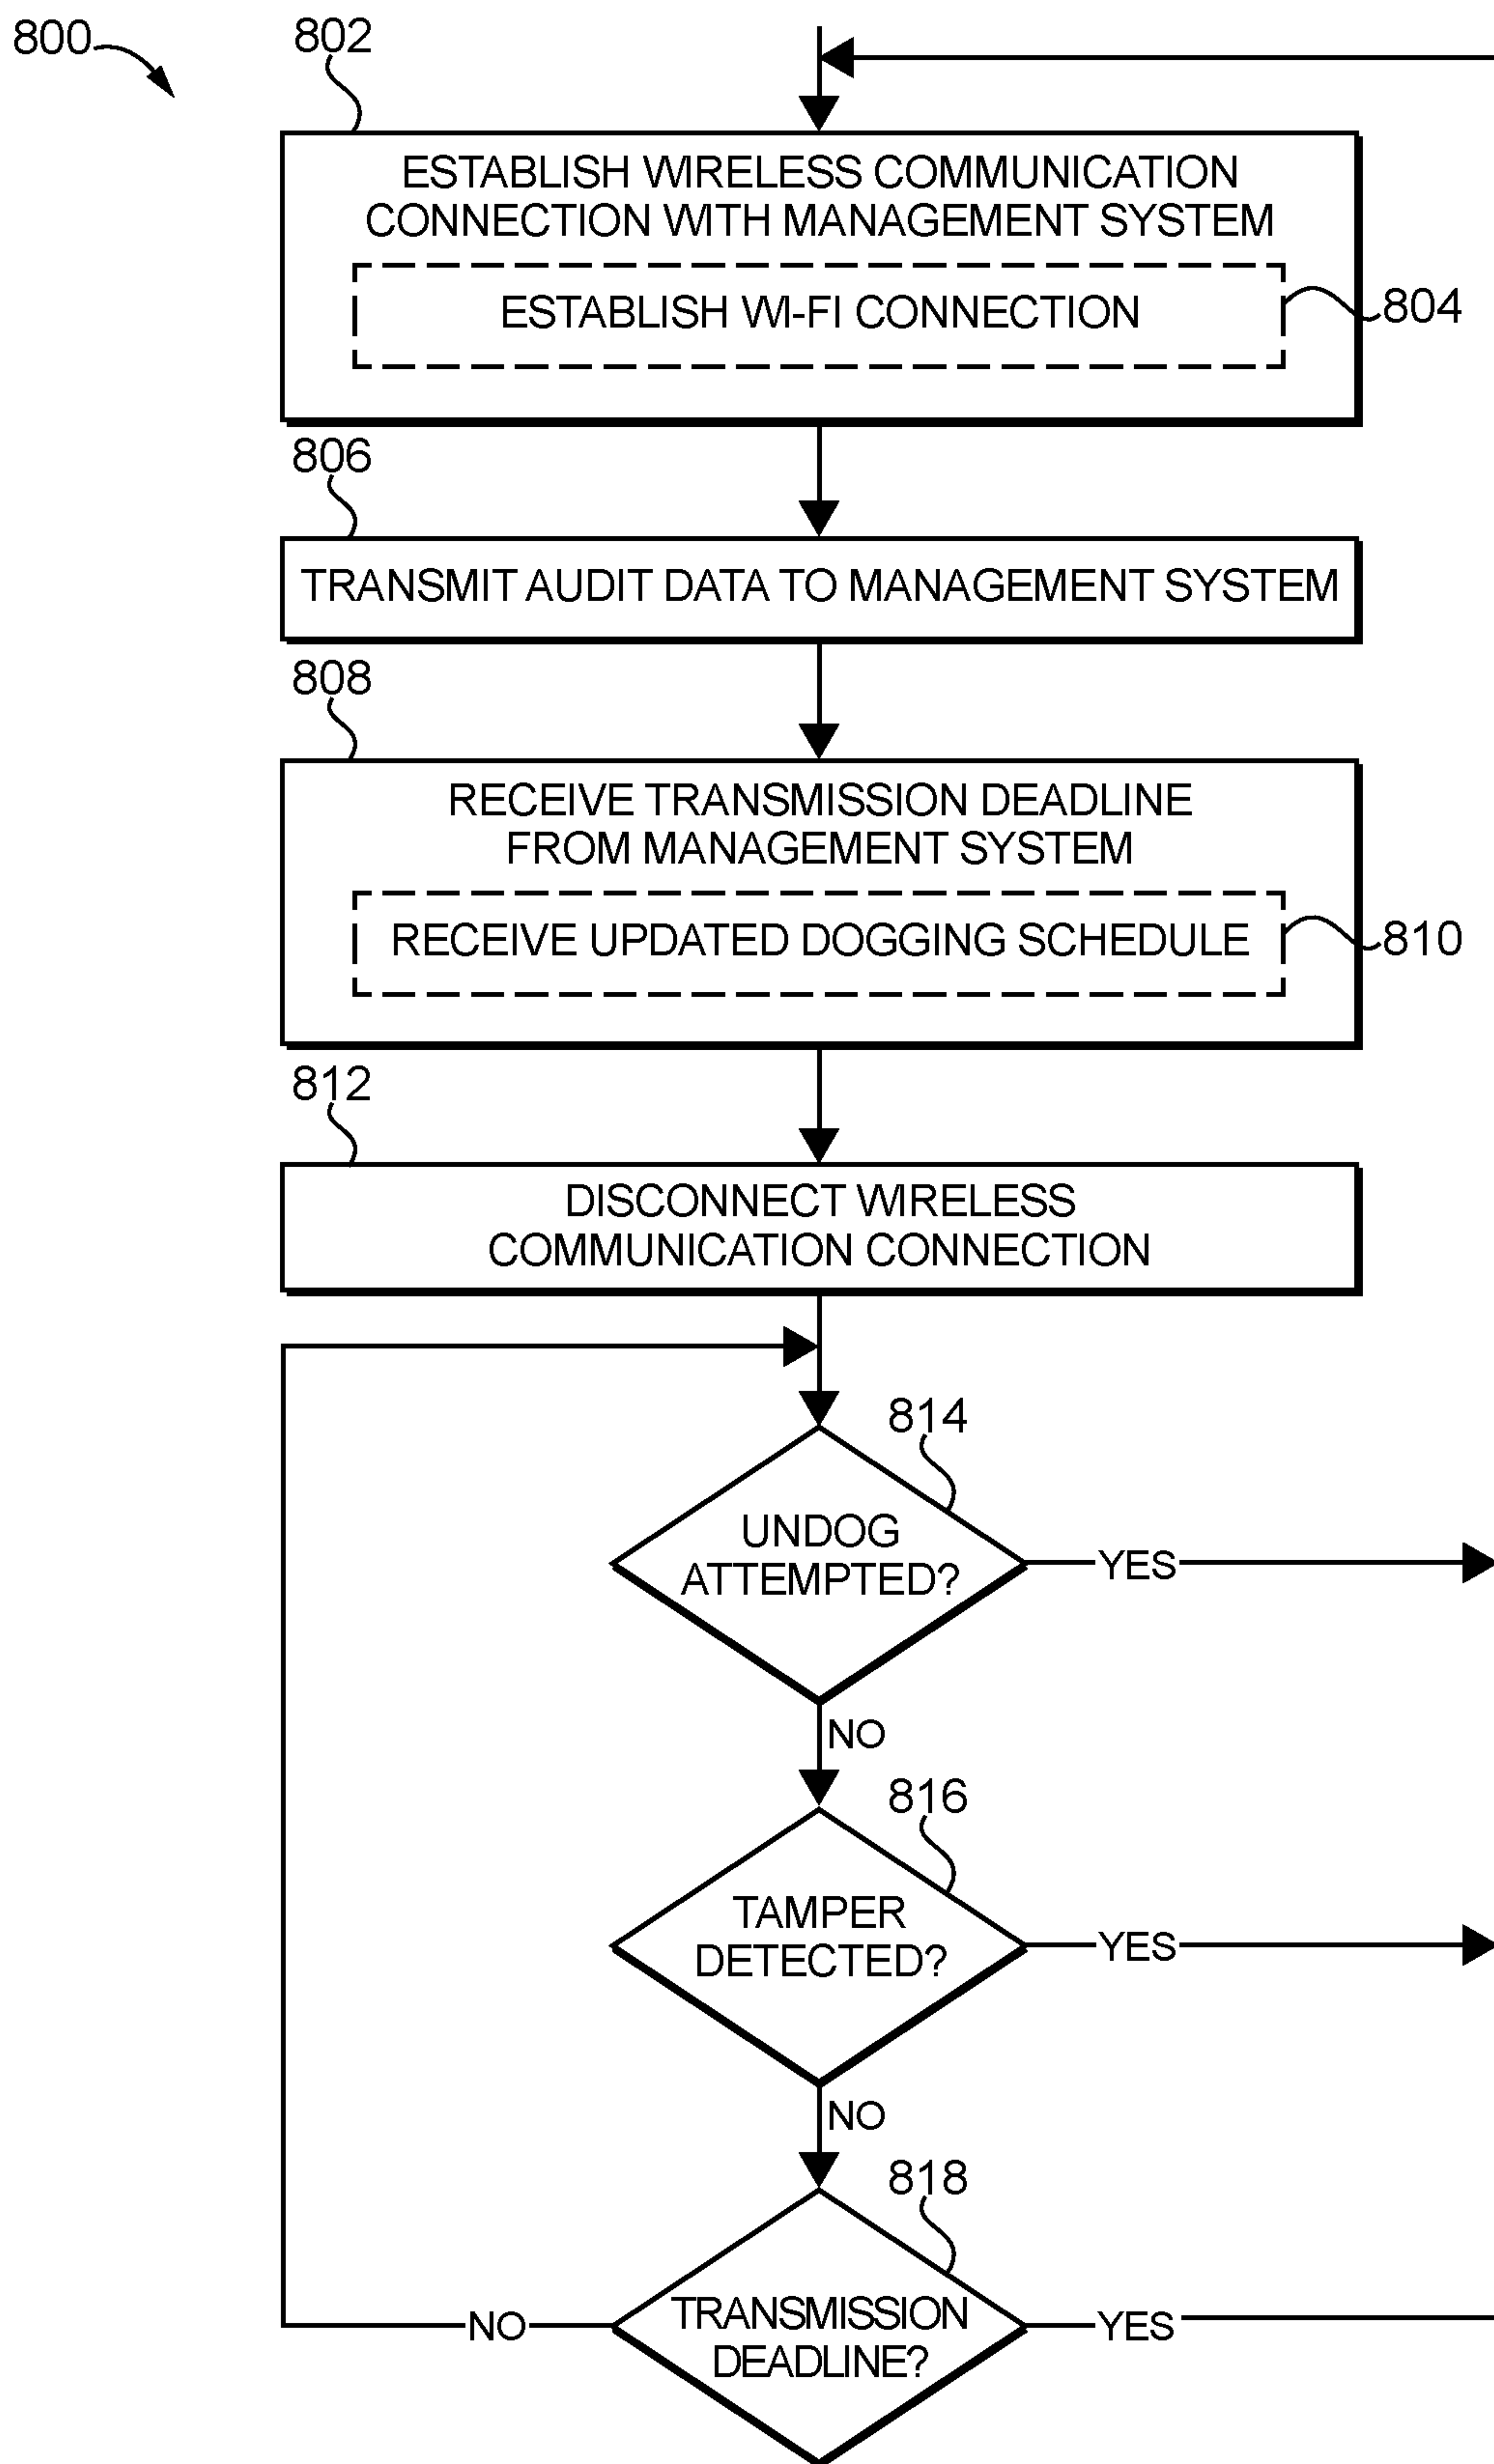 800
802
ESTABLISH WIRELESS COMMUNICATION
CONNECTION WITH MANAGEMENT SYSTEM
ESTABLISH WI-FI CONNECTION
804
806
TRANSMIT AUDIT DATA TO MANAGEMENT SYSTEM
808
RECEIVE TRANSMISSION DEADLINE
FROM MANAGEMENT SYSTEM
RECEIVE UPDATED DOGGING SCHEDULE
810
812
DISCONNECT WIRELESS
COMMUNICATION CONNECTION
814
UNDOG
ATTEMPTED?
YES
NO
816
TAMPER
DETECTED?
YES
NO
818
TRANSMISSION
DEADLINE?
NO
YES